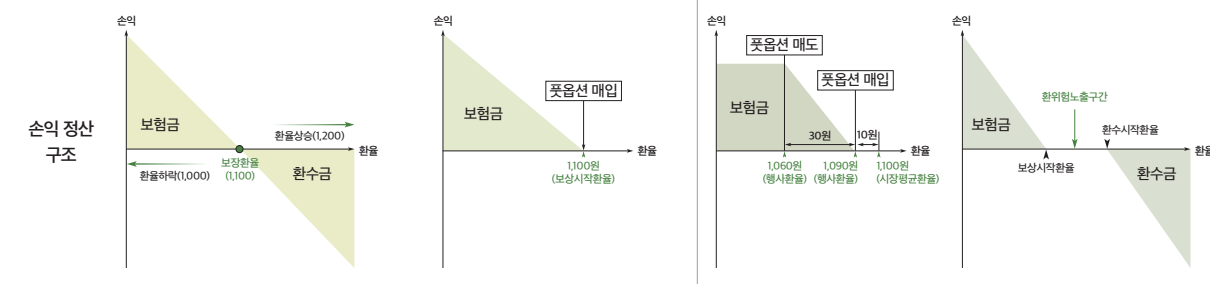 손익 정산
구조
손익
보험금
환율상승(1,200)
환율
보장환율
(1,100)
환율하락(1,000)
환수금
손익
보험금
풋옵션 매입
환율
1,100원
(보상시작환율)
손익
풋옵션 매도
풋옵션 매입
보험금
30원
10원
환율
1,060원
(행사환율)
1,090원
(행사환율)
1,100원
(시장평균환율)
손익
보험금
환위험노출구간
환수시작환율
환율
보상시작환율
환수금